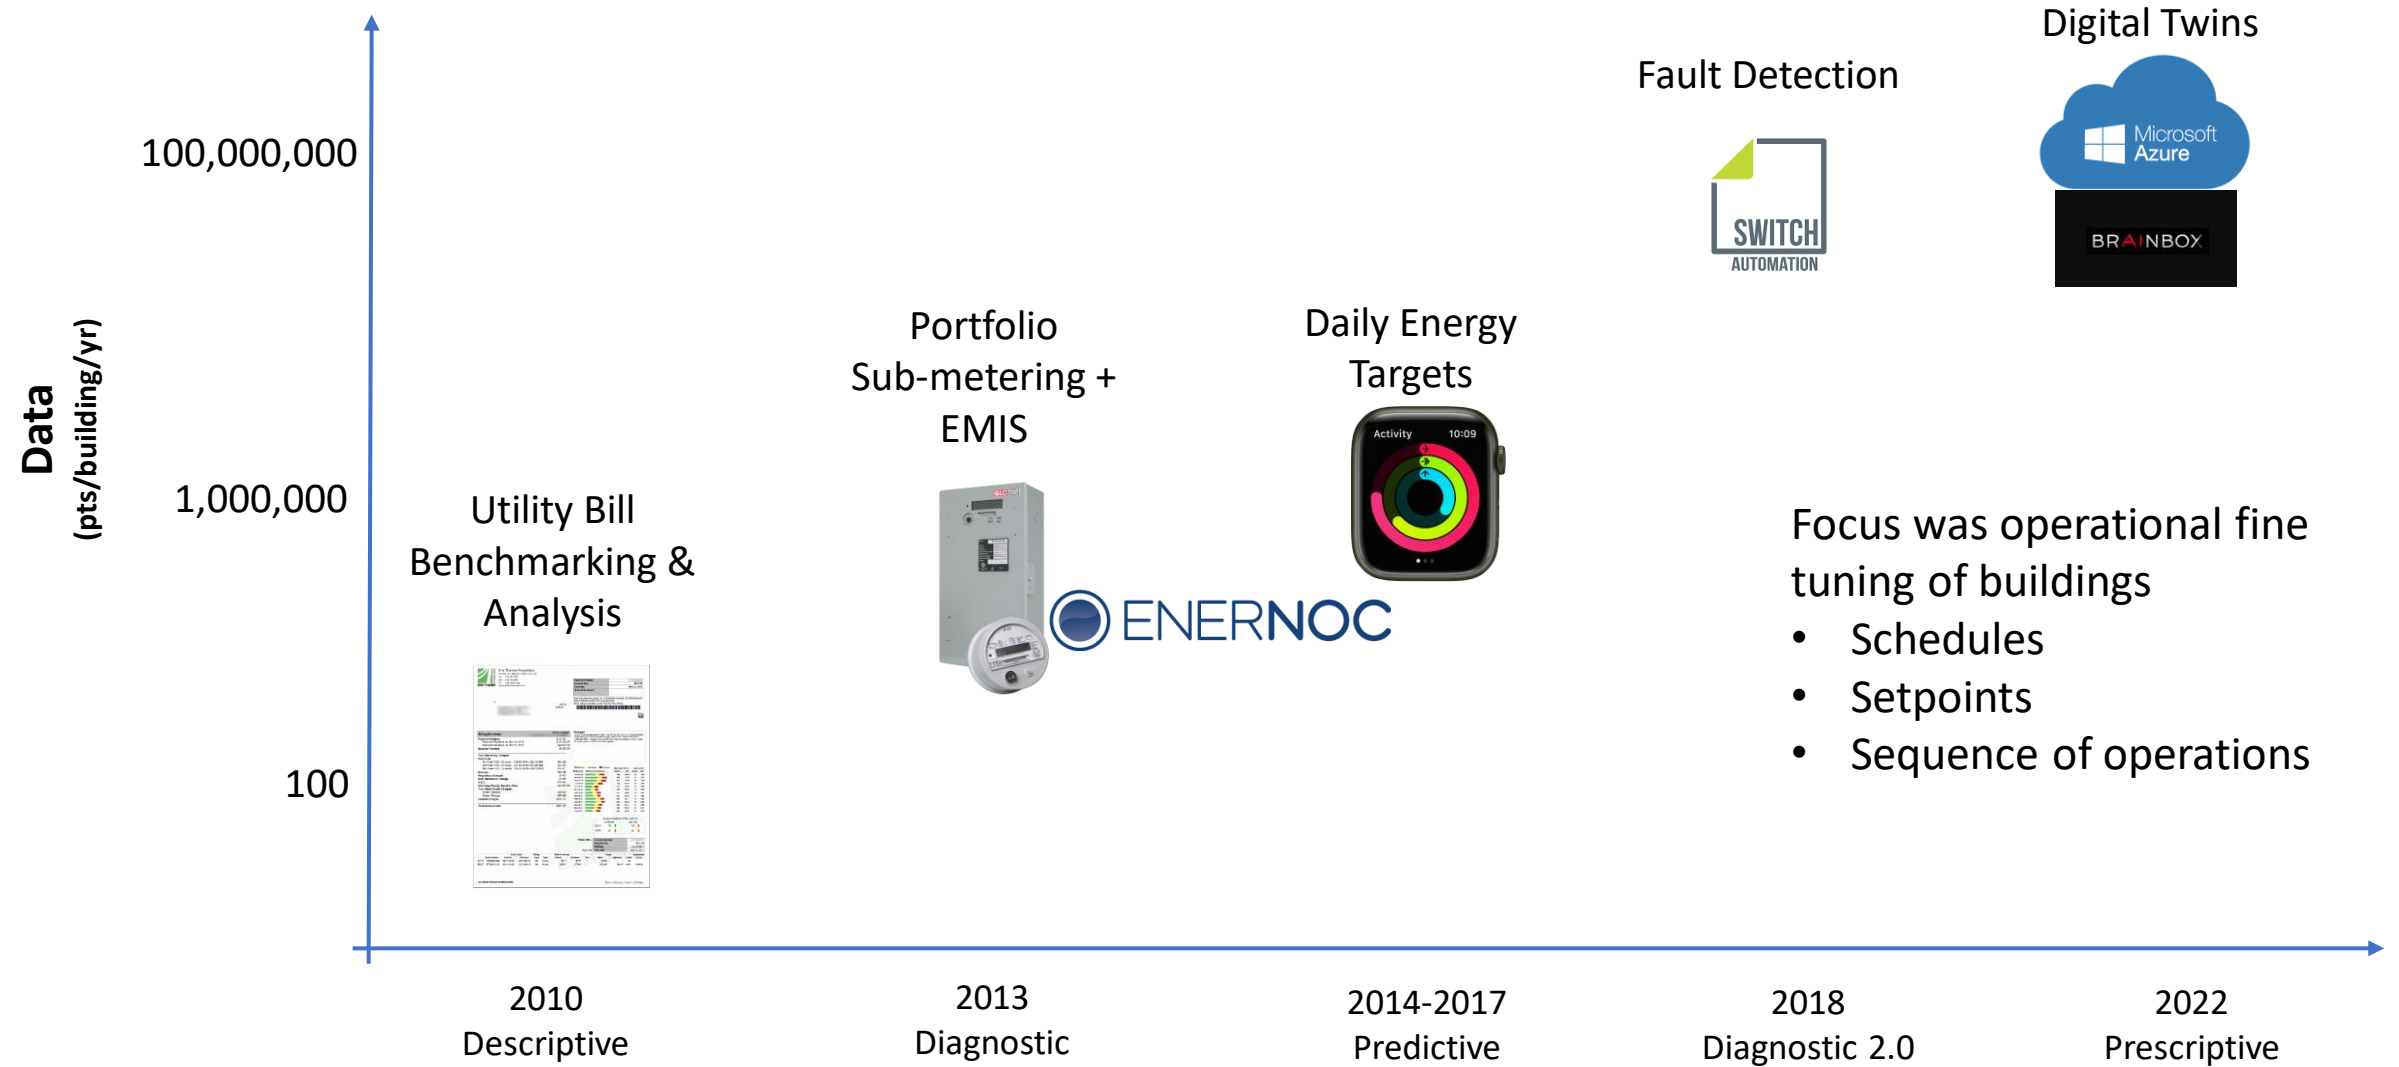 Digital Twins
Fault Detection
Microsoft
Azure
100,000,000
SWITCH
AUTOMATION
BRAINBOX
Portfolio
Sub-metering +
EMIS
Daily Energy
Targets
Activity 10:09
Data
(pts/building/yr)
1,000,000
Utility Bill
Benchmarking &
Analysis
ENERNOC
Focus was operational fine
tuning of buildings
• Schedules
• Setpoints
• Sequence of operations
100
2010
Descriptive
2013
Diagnostic
2014-2017
Predictive
2018
Diagnostic 2.0
2022
Prescriptive